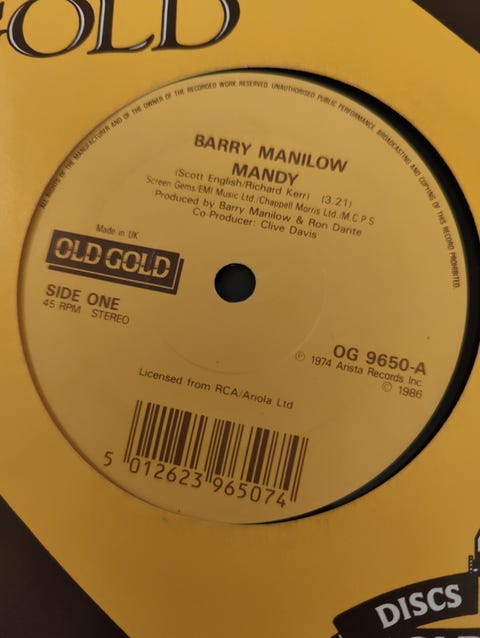 GOLD
ALL RIGHTS OF THE MANUFACTURER AND OF THE OWNER OF THE RECORDED WORK RESERVED. UNAUTHORISED PUBLIC PERFORMANCE, BROADCASTING AND COPYING OF THIS RECORD PROHIBITED.
BARRY MANILOW
MANDY
(Scott English/Richard Kerr) (3.21)
Screen Gems/EMI Music Ltd./Chappell Morris Ltd./M.C.P.S
Produced by Barry Manilow & Ron Dante
Co-Producer: Clive Davis
Made in UK
OLD GOLD
SIDE ONE
45 RPM STEREO
OG 9650-A
℗ 1974 Arista Records Inc.
© 1986
Licensed from RCA/Ariola Ltd
5 012623 965074
DISCS